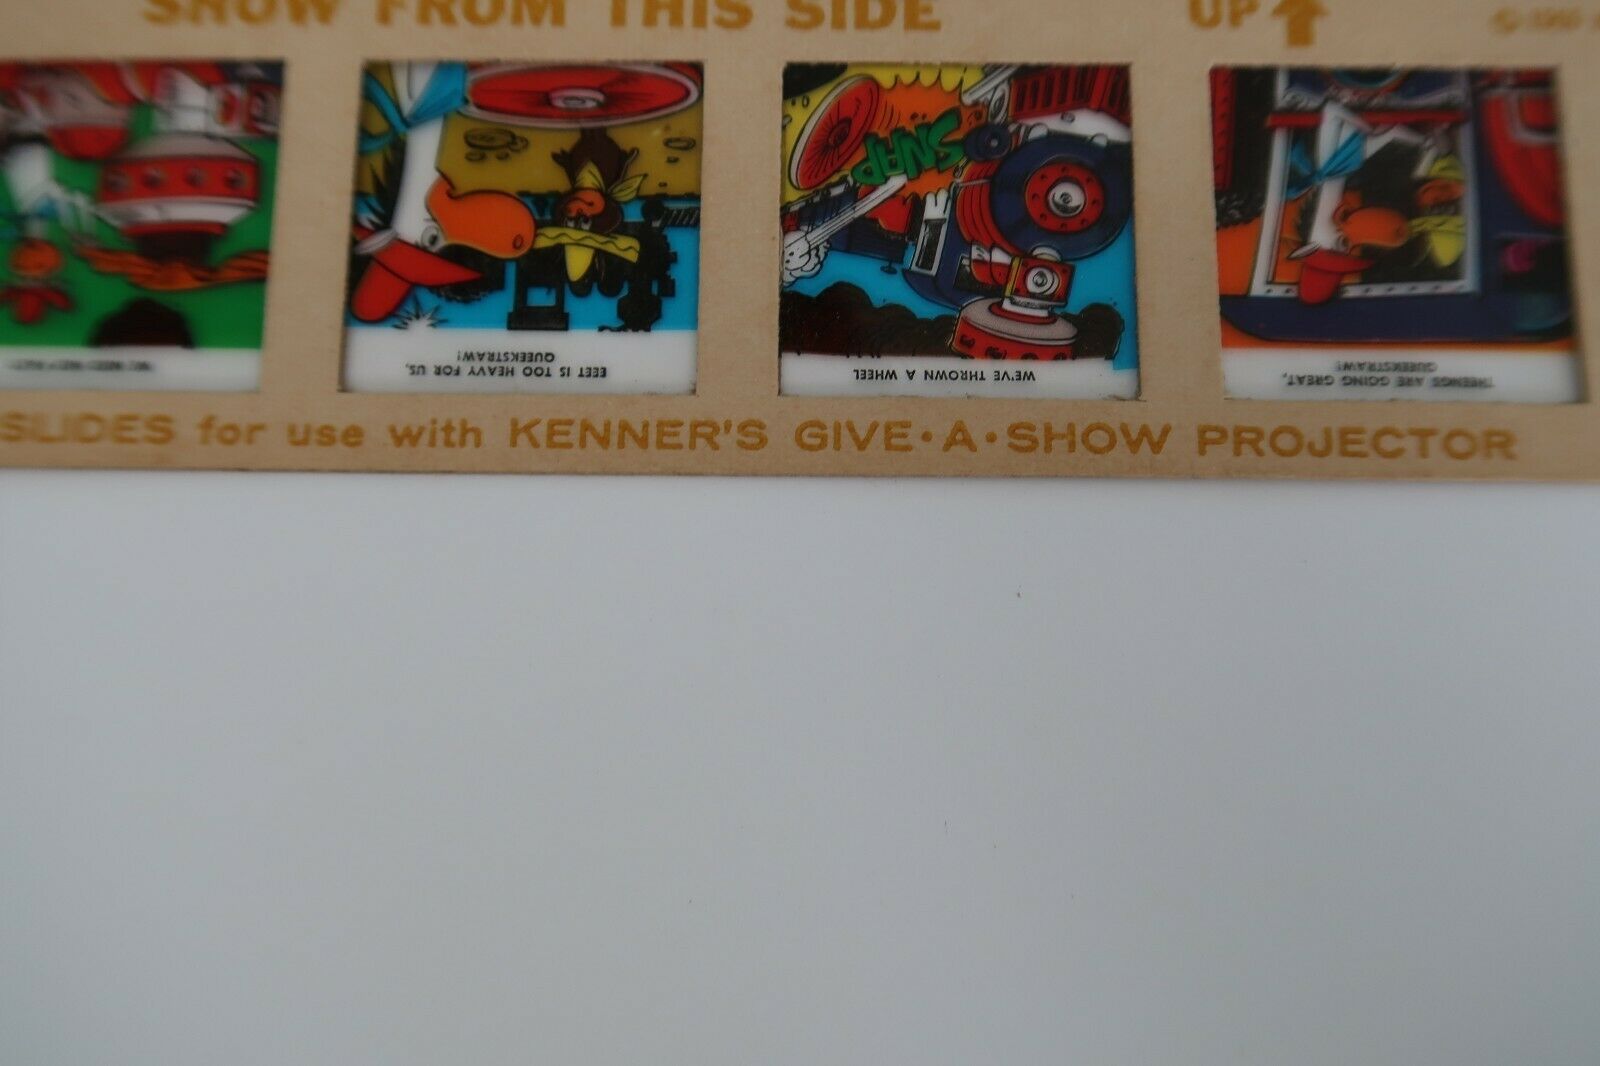 SHOW FROM THIS SIDE UP
SNAP
EEET IS TOO HEAVY FOR US,
QUEEKSTRAW!
WE'VE THROWN A WHEEL
THEENGS ARE GOING GREAT,
QUEEKSTRAW!
SLIDES for use with KENNER'S GIVE·A·SHOW PROJECTOR